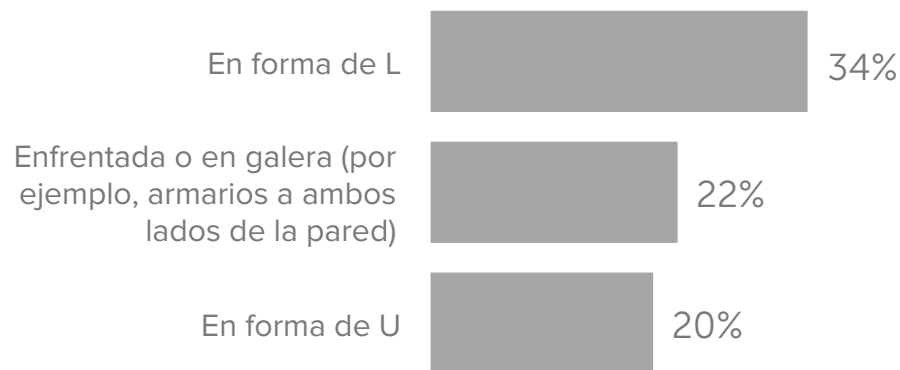 En forma de L
34%
Enfrentada o en galera (por
ejemplo, armarios a ambos
lados de la pared)
22%
En forma de U
20%